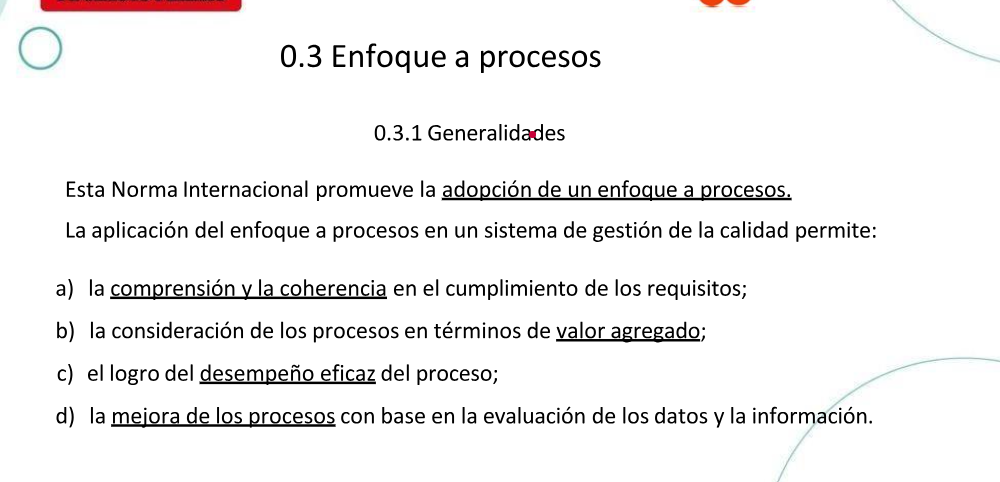 0.3 Enfoque a procesos
0.3.1 Generalidades
Esta Norma Internacional promueve la adopción de un enfoque a procesos.
La aplicación del enfoque a procesos en un sistema de gestión de la calidad permite:
a) la comprensión y la coherencia en el cumplimiento de los requisitos;
b) la consideración de los procesos en términos de valor agregado;
c) el logro del desempeño eficaz del proceso;
d) la mejora de los procesos con base en la evaluación de los datos y la información.